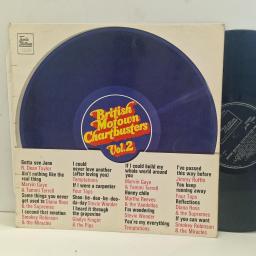 Tamla Motown
British
Motown
Chartbusters
Vol.2
Gotta see Jane
R. Dean Taylor
Ain't nothing like the
real thing
Marvin Gaye
& Tammi Terrell
Some things you never
get used to Diana Ross
& the Supremes
I second that emotion
Smokey Robinson
& the Miracles
I could
never love another
(after loving you)
Temptations
If I were a carpenter
Four Tops
Shoo-be-doo-be-doo-
da-day Stevie Wonder
I heard it through
the grapevine
Gladys Knight
& the Pips
If I could build my
whole world around
you
Marvin Gaye
& Tammi Terrell
Honey chile
Martha Reeves
& the Vandellas
I'm wondering
Stevie Wonder
You're my everything
Temptations
I've passed
this way before
Jimmy Ruffin
You keep
running away
Four Tops
Reflections
Diana Ross
& the Supremes
If you can want
Smokey Robinson
& the Miracles